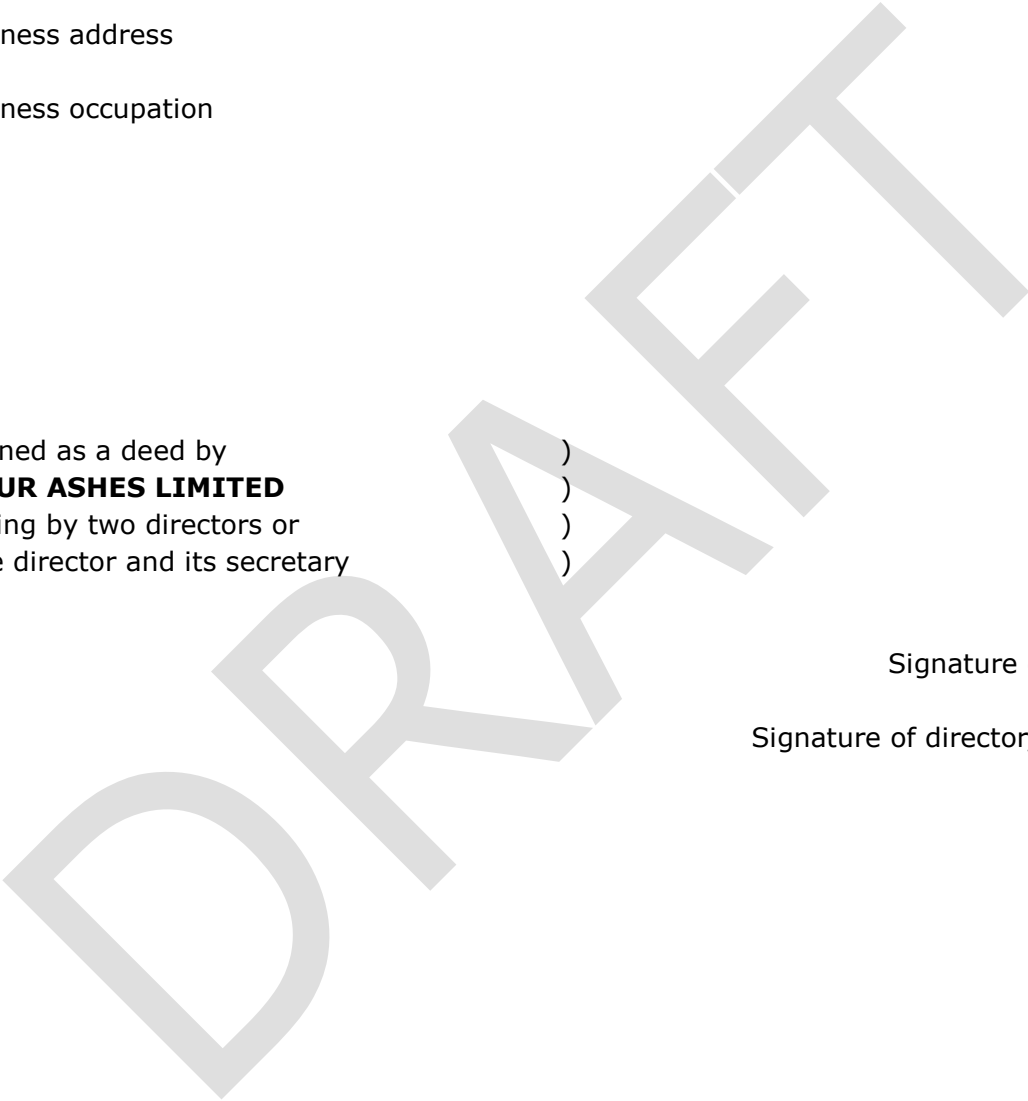 ness address
ness occupation
ned as a deed by )
UR ASHES LIMITED )
ing by two directors or )
e director and its secretary )
Signature
Signature of director
DRAFT